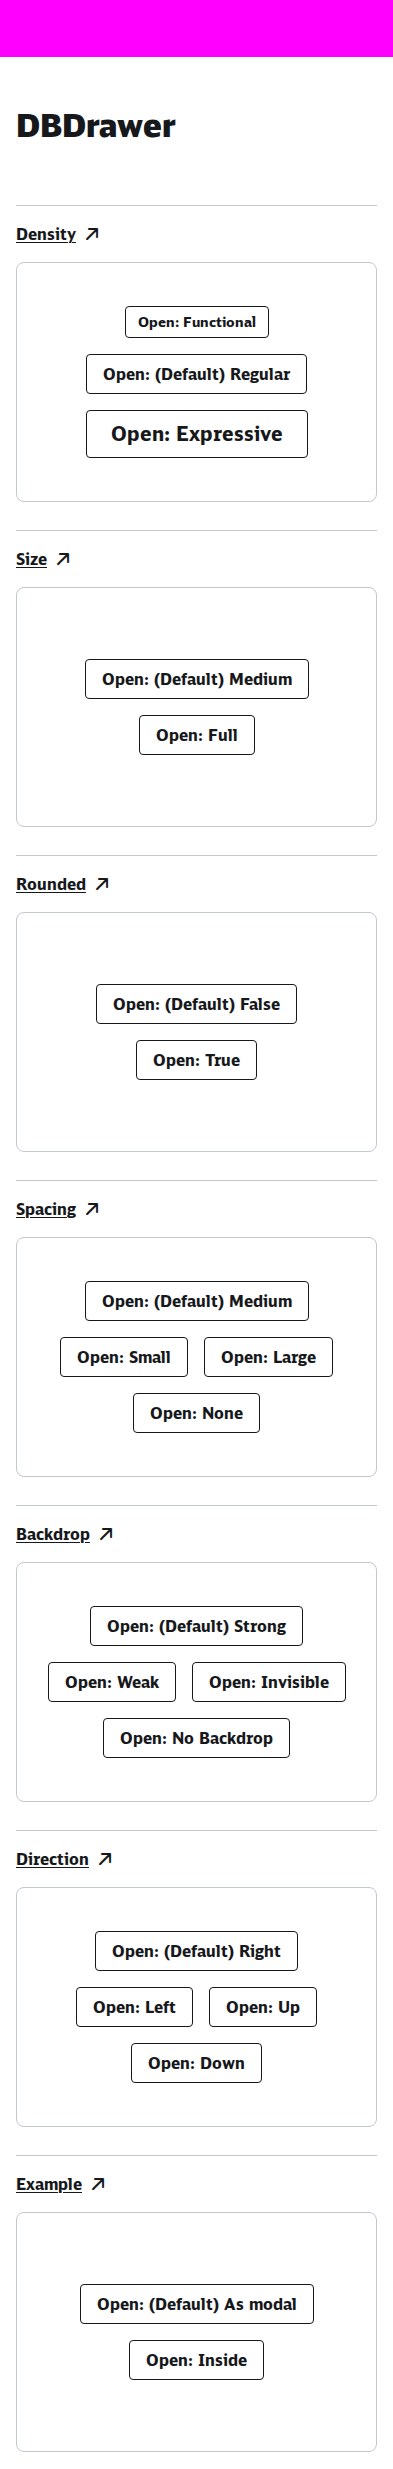 DBDrawer
Density
Open: Functional
Open: (Default) Regular
Open: Expressive
Size
Open: (Default) Medium
Open: Full
Rounded
Open: (Default) False
Open: True
Spacing
Open: (Default) Medium
Open: Small Open: Large
Open: None
Backdrop
Open: (Default) Strong
Open: Weak Open: Invisible
Open: No Backdrop
Direction
Open: (Default) Right
Open: Left Open: Up
Open: Down
Example
Open: (Default) As modal
Open: Inside